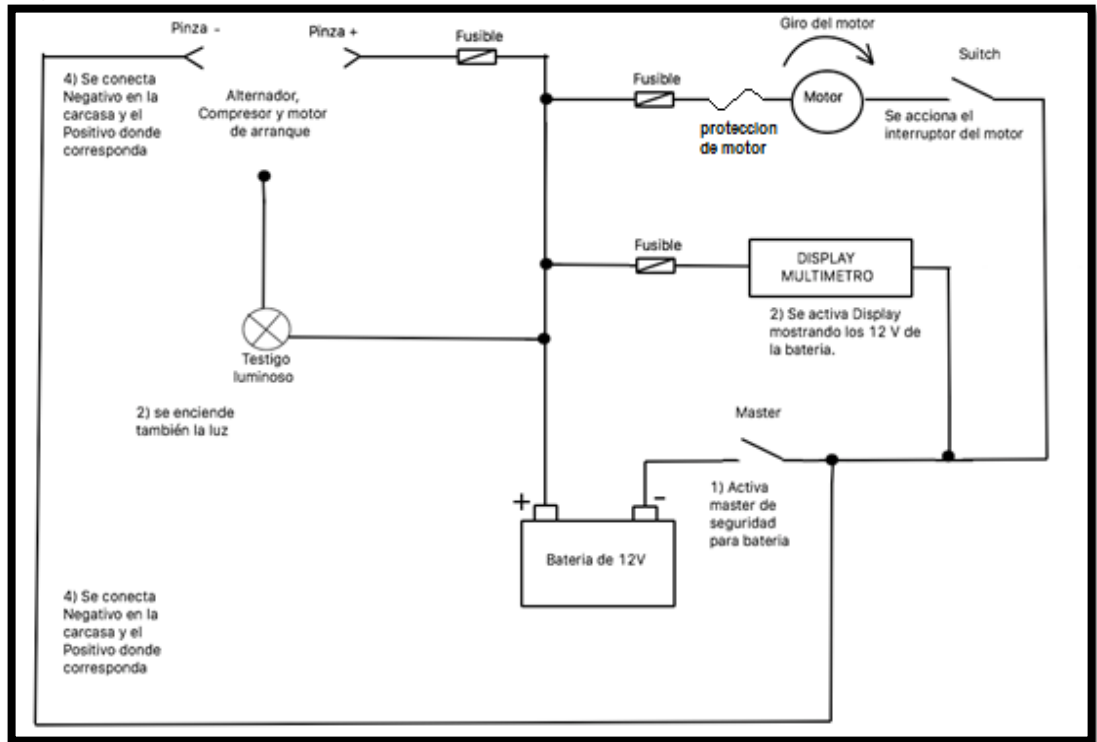 Pinza -
Pinza +
Fusible
Giro del motor
Suitch
4) Se conecta
Negativo en la
carcasa y el
Positivo donde
corresponda
Alternador,
Compresor y motor
de arranque
Fusible
Motor
proteccion
de motor
Se acciona el
interruptor del motor
Fusible
DISPLAY
MULTIMETRO
2) Se activa Display
mostrando los 12 V de
la bateria.
Testigo
luminoso
2) se enciende
también la luz
Master
1) Activa
master de
seguridad
para bateria
+
-
Bateria de 12V
4) Se conecta
Negativo en la
carcasa y el
Positivo donde
corresponda